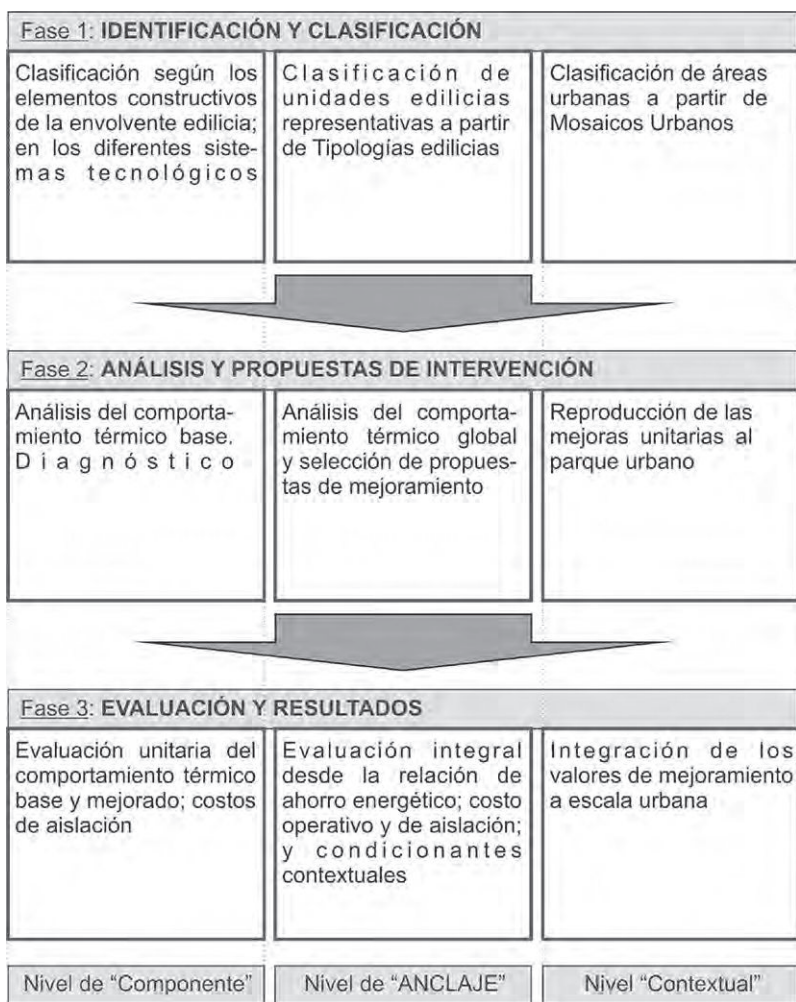 Fase 1: IDENTIFICACIÓN Y CLASIFICACIÓN
Clasificación según los
elementos constructivos
de la envolvente edilicia;
en los diferentes siste-
mas tecnológicos
Clasificación de
unidades edilicias
representativas a partir
de Tipologías edilicias
Clasificación de áreas
urbanas a partir de
Mosaicos Urbanos
Fase 2: ANÁLISIS Y PROPUESTAS DE INTERVENCIÓN
Análisis del comporta-
miento térmico base.
Diagnóstico
Análisis del comporta-
miento térmico global
y selección de propues-
tas de mejoramiento
Reproducción de las
mejoras unitarias al
parque urbano
Fase 3: EVALUACIÓN Y RESULTADOS
Evaluación unitaria del
comportamiento térmico
base y mejorado; costos
de aislación
Evaluación integral
desde la relación de
ahorro energético; costo
operativo y de aislación;
y condicionantes
contextuales
Integración de los
valores de mejoramiento
a escala urbana
Nivel de “Componente”
Nivel de “ANCLAJE”
Nivel “Contextual”